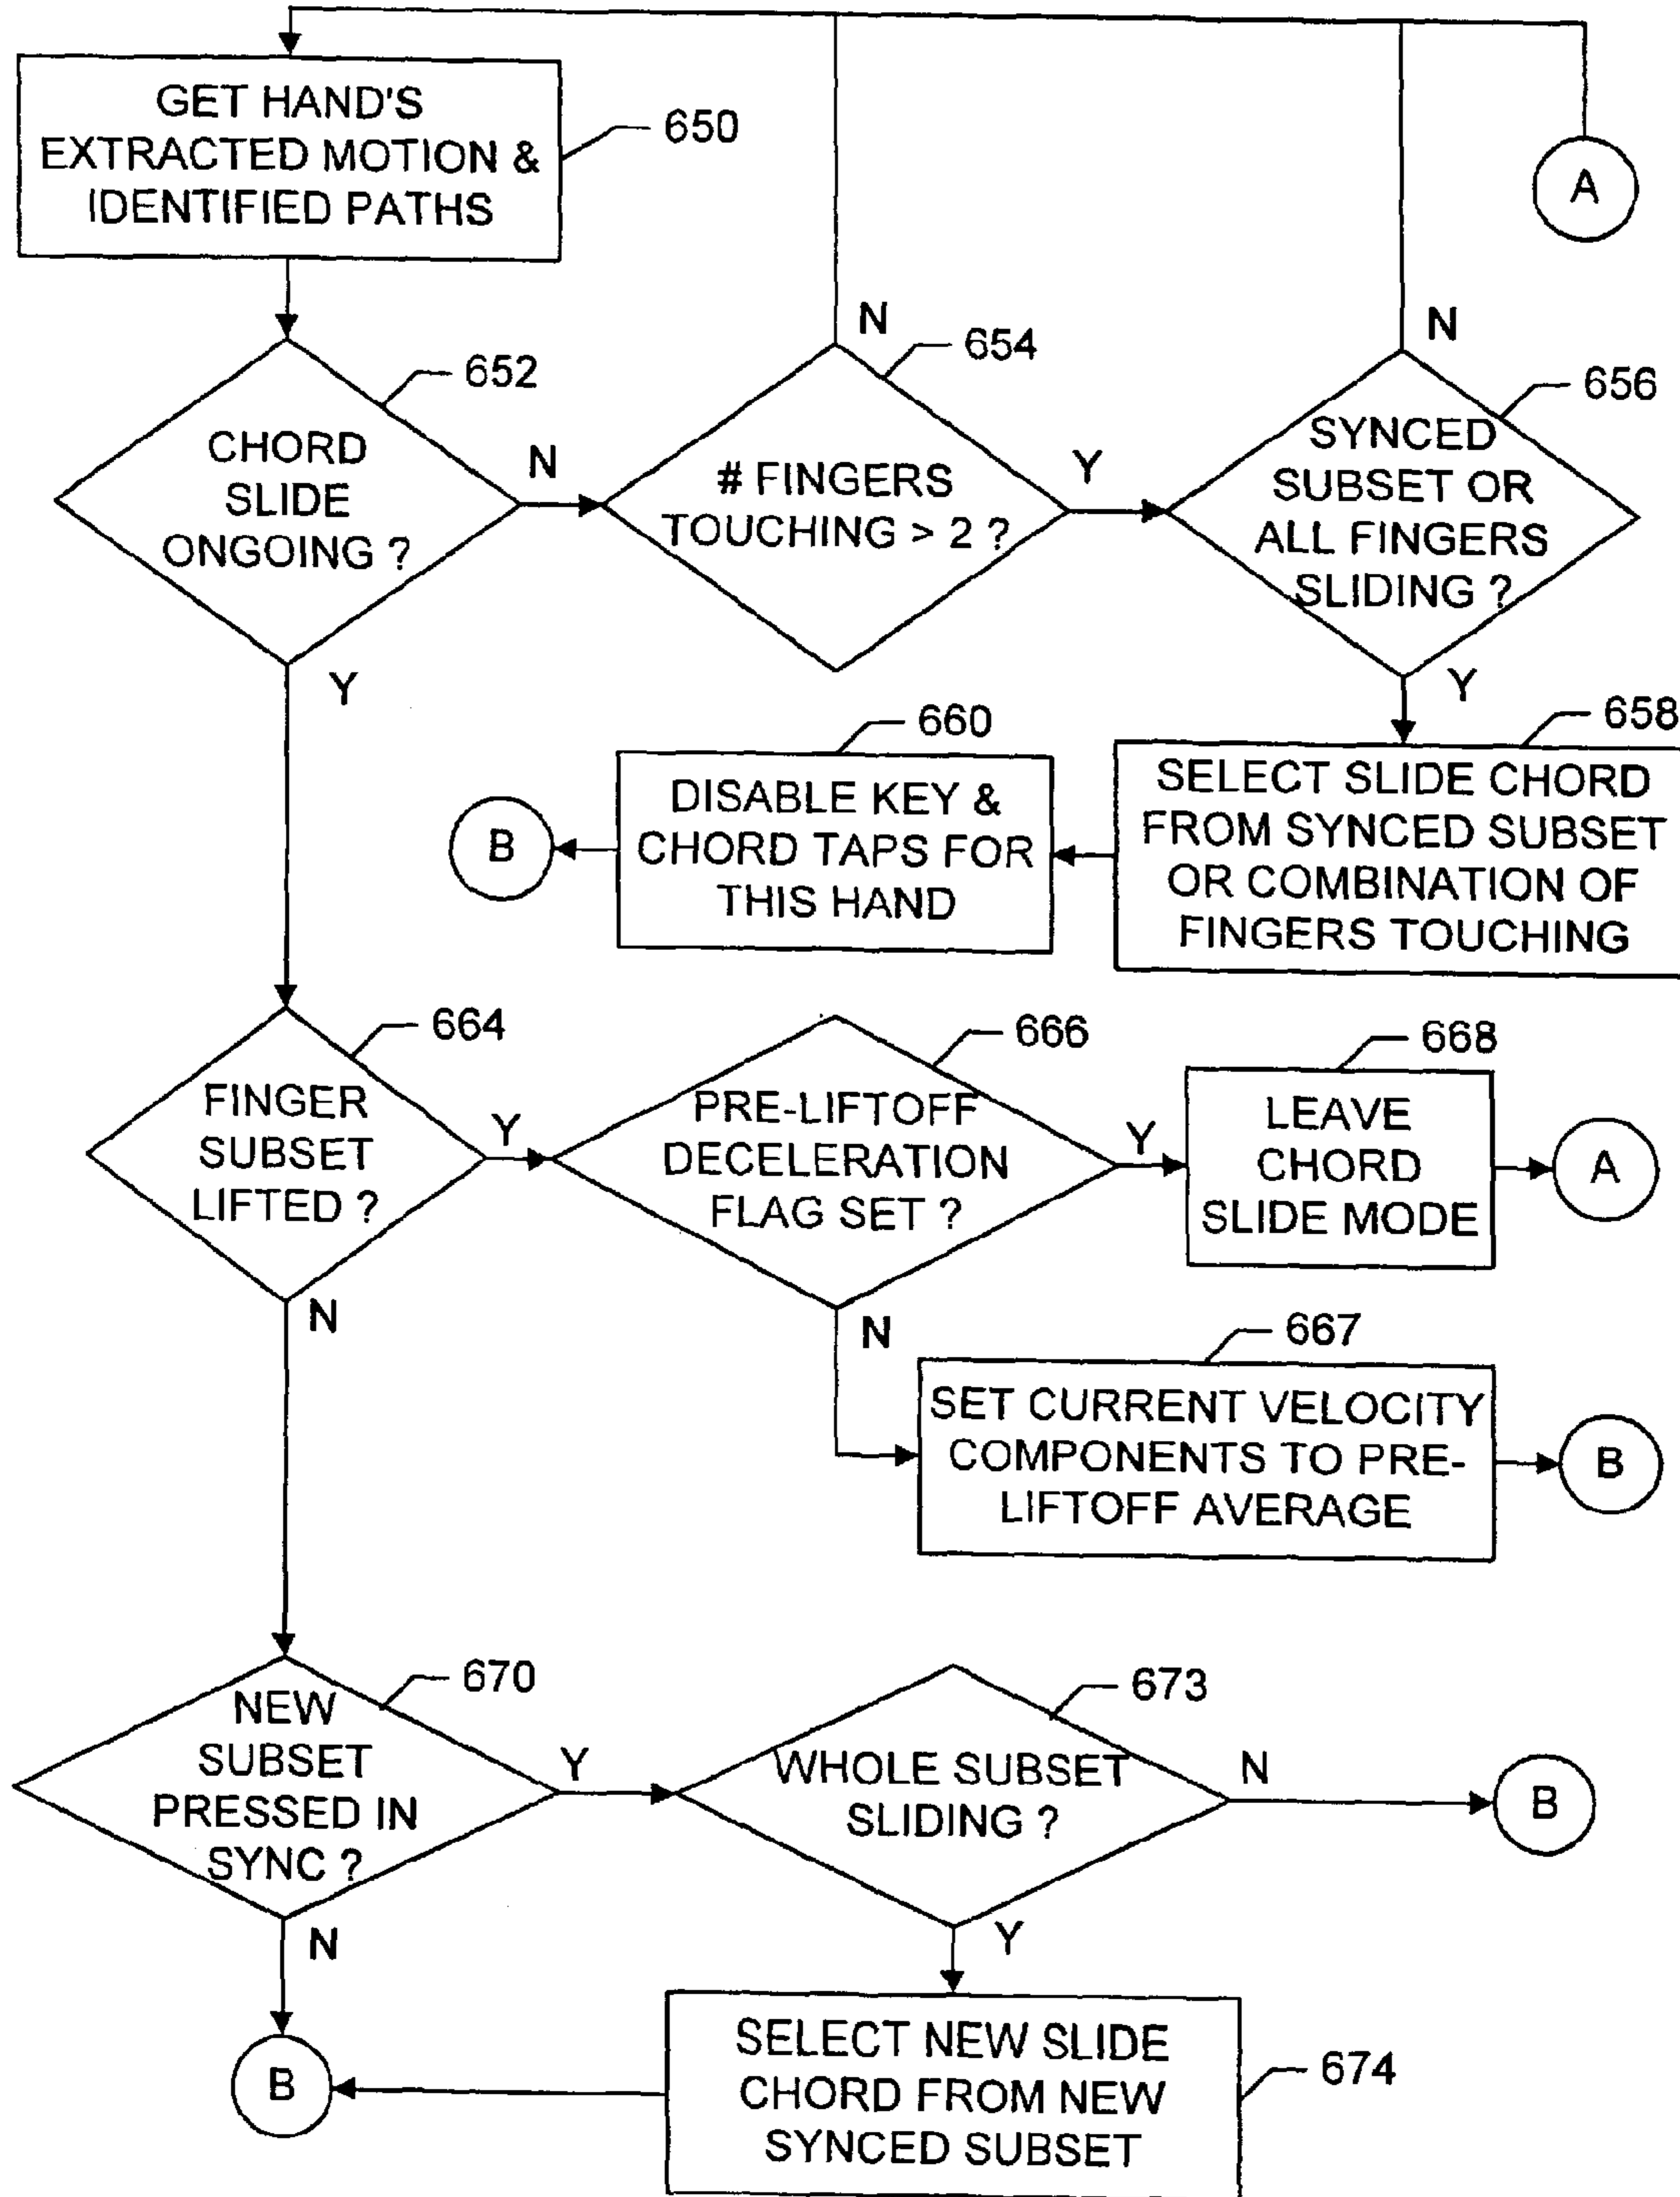 GET HAND'S
EXTRACTED MOTION &
IDENTIFIED PATHS
650
A
652
CHORD
SLIDE
ONGOING ?
N
Y
654
# FINGERS
TOUCHING > 2 ?
N
Y
656
SYNCED
SUBSET OR
ALL FINGERS
SLIDING ?
N
Y
658
SELECT SLIDE CHORD
FROM SYNCED SUBSET
OR COMBINATION OF
FINGERS TOUCHING
660
DISABLE KEY &
CHORD TAPS FOR
THIS HAND
B
664
FINGER
SUBSET
LIFTED ?
Y
N
666
PRE-LIFTOFF
DECELERATION
FLAG SET ?
Y
N
668
LEAVE
CHORD
SLIDE MODE
A
667
SET CURRENT VELOCITY
COMPONENTS TO PRE-
LIFTOFF AVERAGE
B
670
NEW
SUBSET
PRESSED IN
SYNC ?
Y
N
673
WHOLE SUBSET
SLIDING ?
N
B
Y
674
SELECT NEW SLIDE
CHORD FROM NEW
SYNCED SUBSET
B